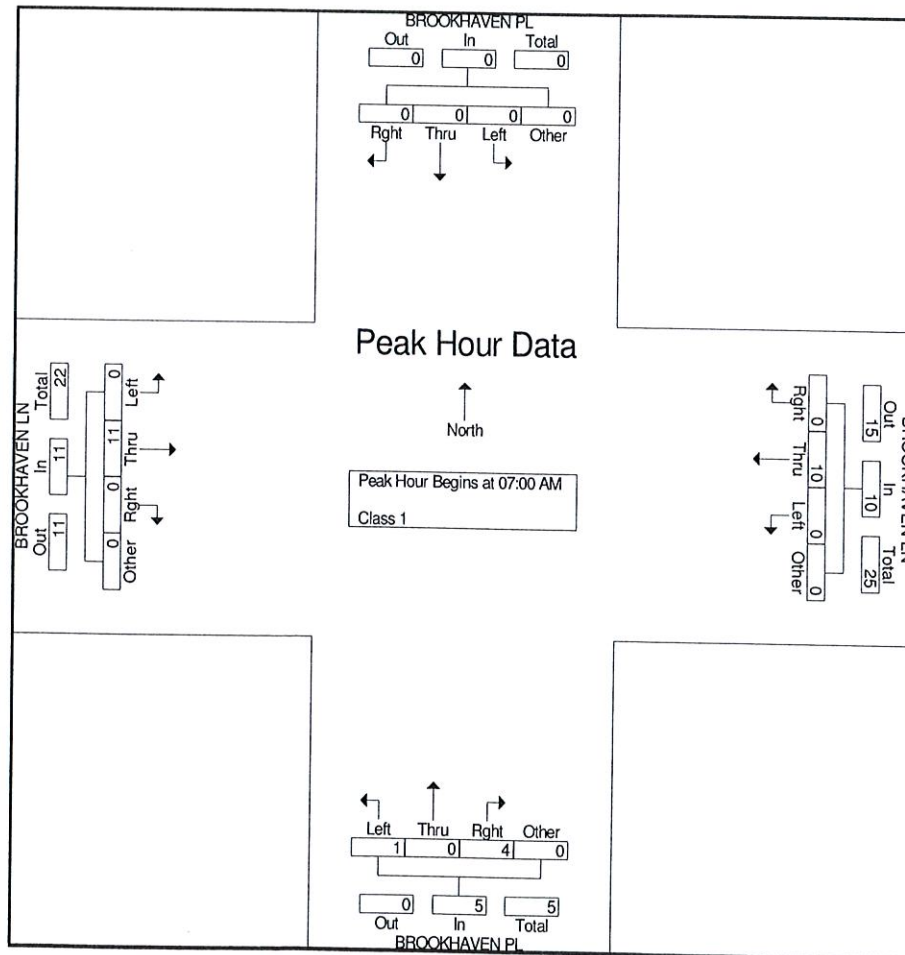 BROOKHAVEN PL
Out In Total
0 0 0
0 0 0 0
Rght Thru Left Other
Peak Hour Data
North
Peak Hour Begins at 07:00 AM
Class 1
BROOKHAVEN LN
Total In Out
22 11 11
0 11 0 0
Left Thru Rght Other
Out In Total
15 10 25
0 10 0 0
Rght Thru Left Other
Left Thru Rght Other
1 0 4 0
0 5 5
Out In Total
BROOKHAVEN PL